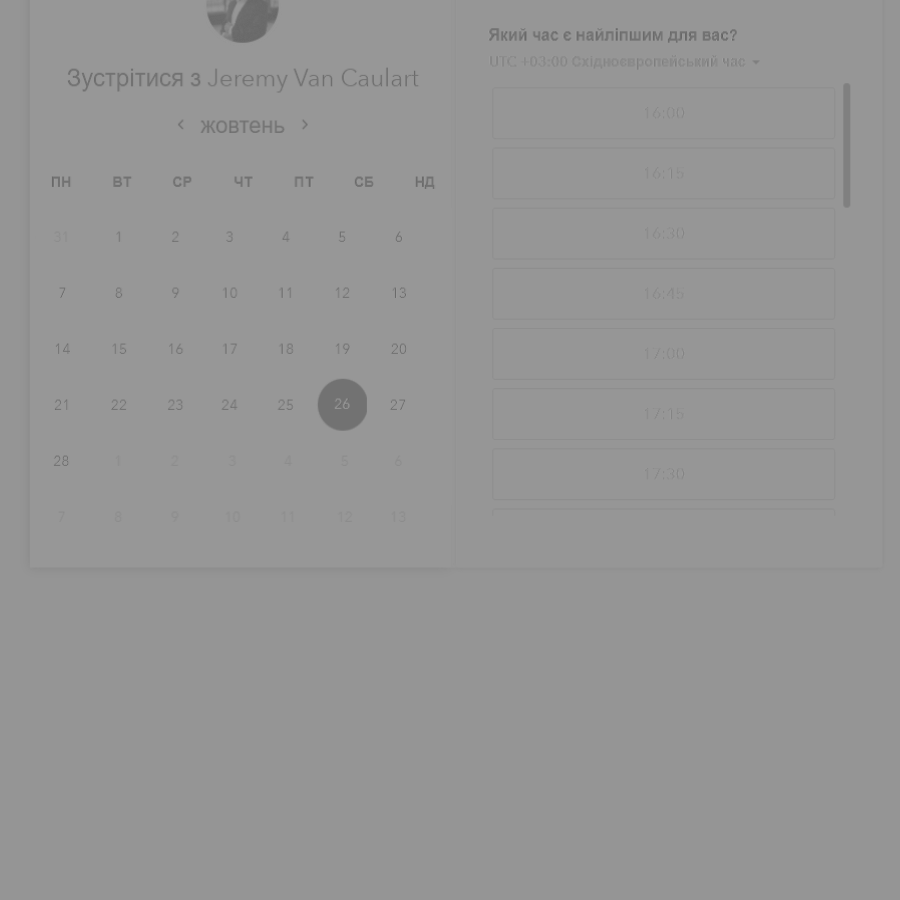 Зустрітися з Jeremy Van Caulart
жовтень
ПН ВТ СР ЧТ ПТ СБ НД
31 1 2 3 4 5 6
7 8 9 10 11 12 13
14 15 16 17 18 19 20
21 22 23 24 25 26 27
28 1 2 3 4 5 6
7 8 9 10 11 12 13
Який час є найліпшим для вас?
UTC +03:00 Східноєвропейський час
16:00
16:15
16:30
16:45
17:00
17:15
17:30